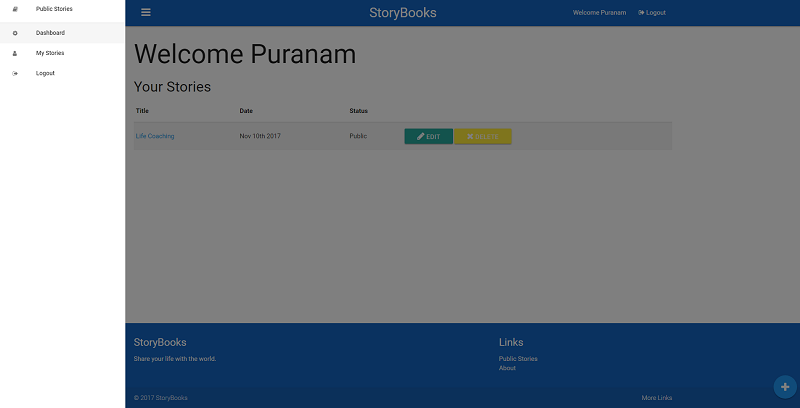 Public Stories
Dashboard
My Stories
Logout
StoryBooks
Welcome Puranam
Logout
Welcome Puranam
Your Stories
Title Date Status
Life Coaching Nov 10th 2017 Public EDIT DELETE
StoryBooks
Share your life with the world.
Links
Public Stories
About
© 2017 StoryBooks
More Links